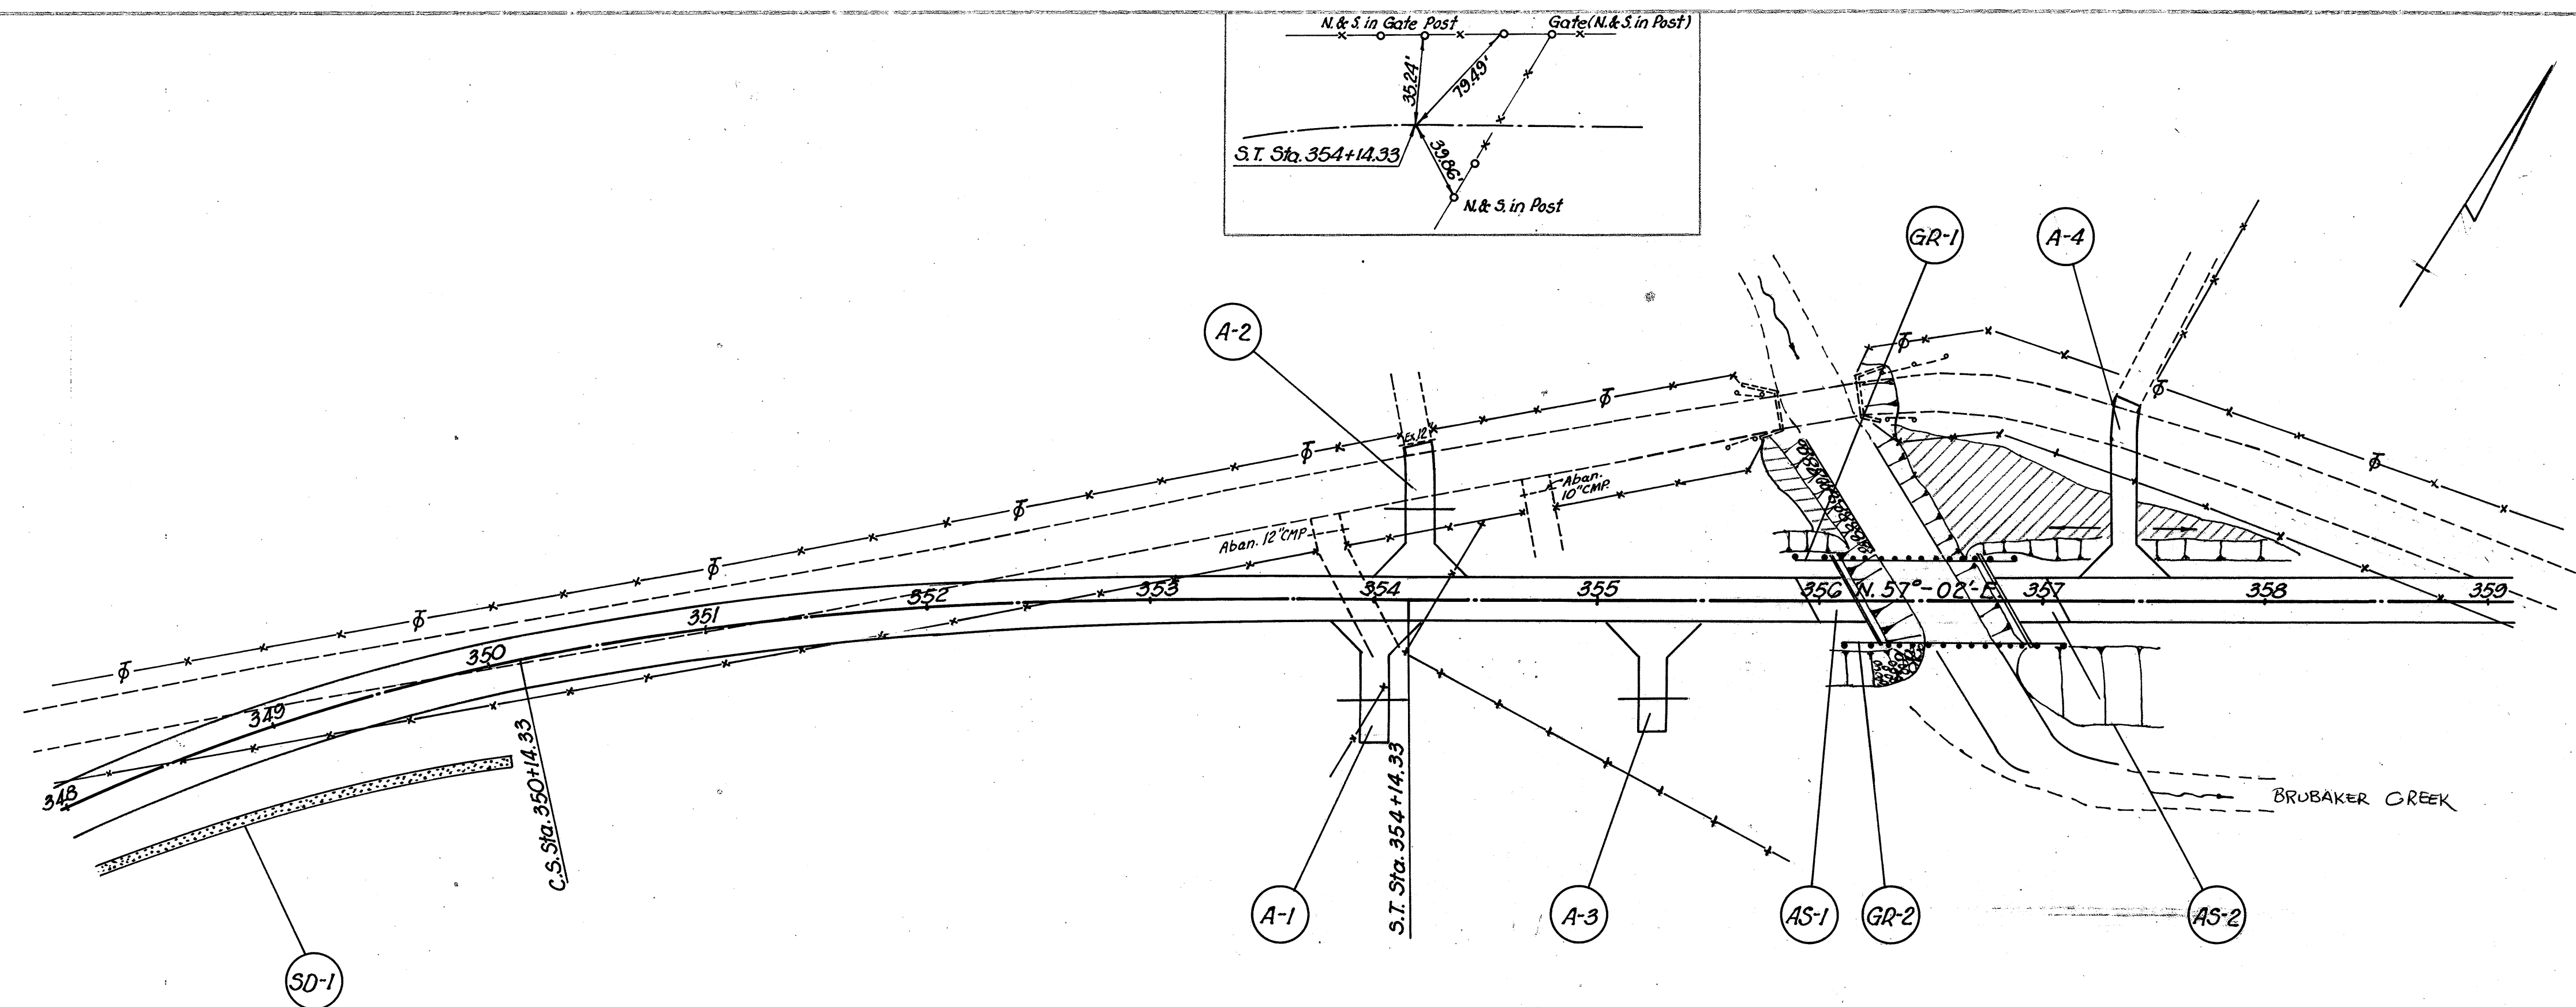 N. & S. in Gate Post
Gate (N. & S. in Post)
35.24'
79.49'
S.T. Sta. 354+14.33
39.86'
N. & S. in Post
GR-1
A-4
A-2
Ex. 12"
Aban.
10" CMP.
Aban. 12" CMP
348
349
350
351
352
353
354
355
356
N. 57°-02'-E.
357
358
359
C.S. Sta. 350+14.33
S.T. Sta. 354+14.33
BRUBAKER CREEK
A-1
A-3
AS-1
GR-2
AS-2
SD-1